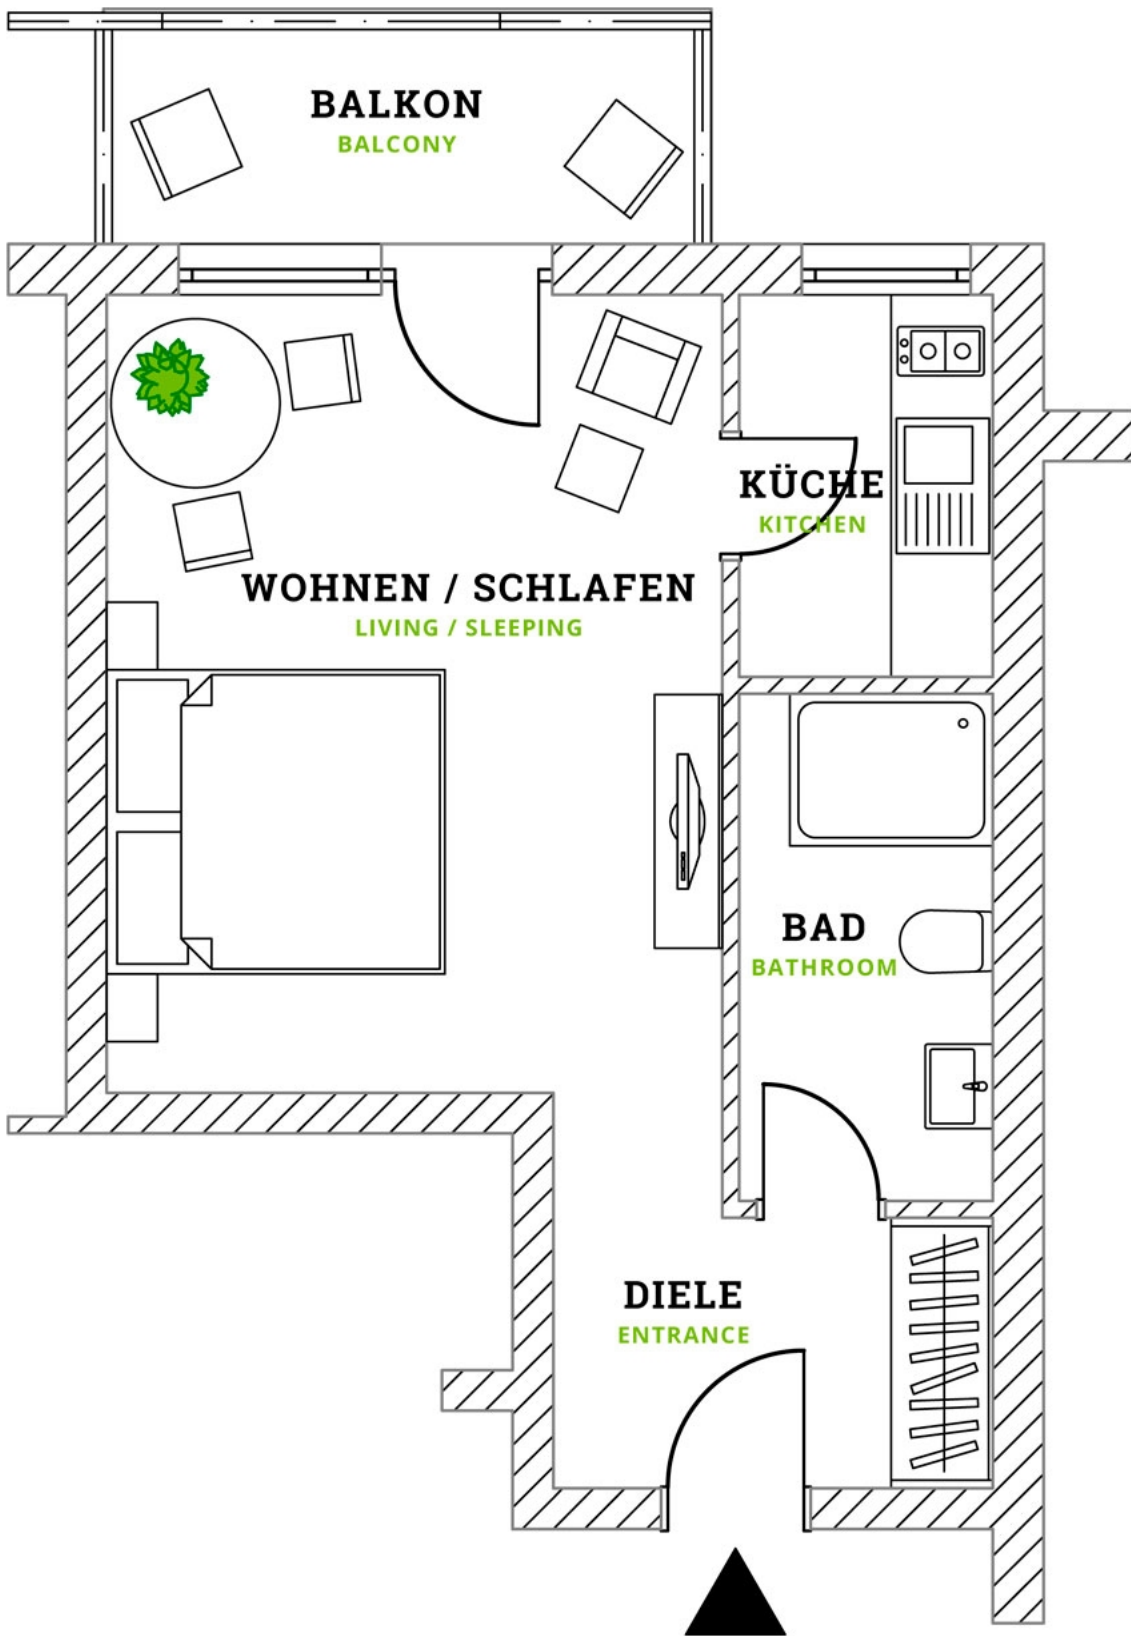 BALKON
BALCONY
KÜCHE
KITCHEN
WOHNEN / SCHLAFEN
LIVING / SLEEPING
BAD
BATHROOM
DIELE
ENTRANCE